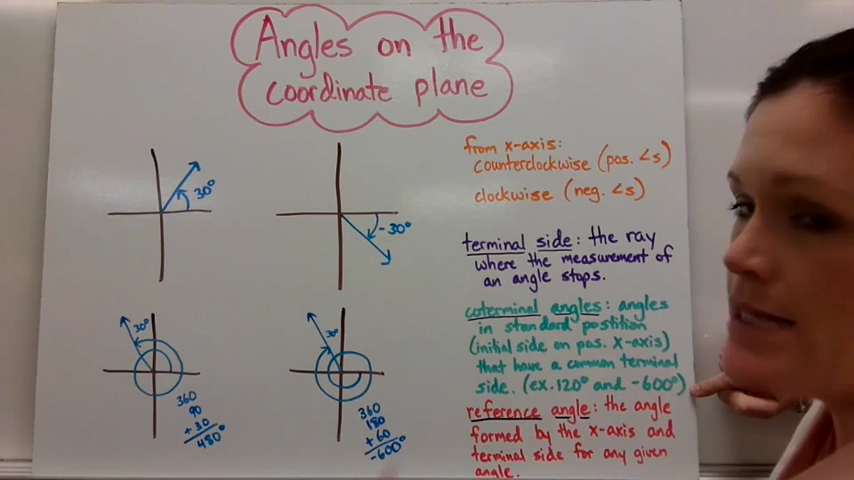 Angles on the
coordinate plane
30°
-30°
from x-axis:
counterclockwise (pos. ∠s)
clockwise (neg. ∠s)
terminal side: the ray
where the measurement of
an angle stops.
30°
360
90
+ 30
480°
30°
360
180
+ 60
-600°
coterminal angles: angles
in standard postition
(initial side on pos. x-axis)
that have a common terminal
side. (ex. 120° and -600°)
reference angle: the angle
formed by the x-axis and
terminal side for any given
angle.